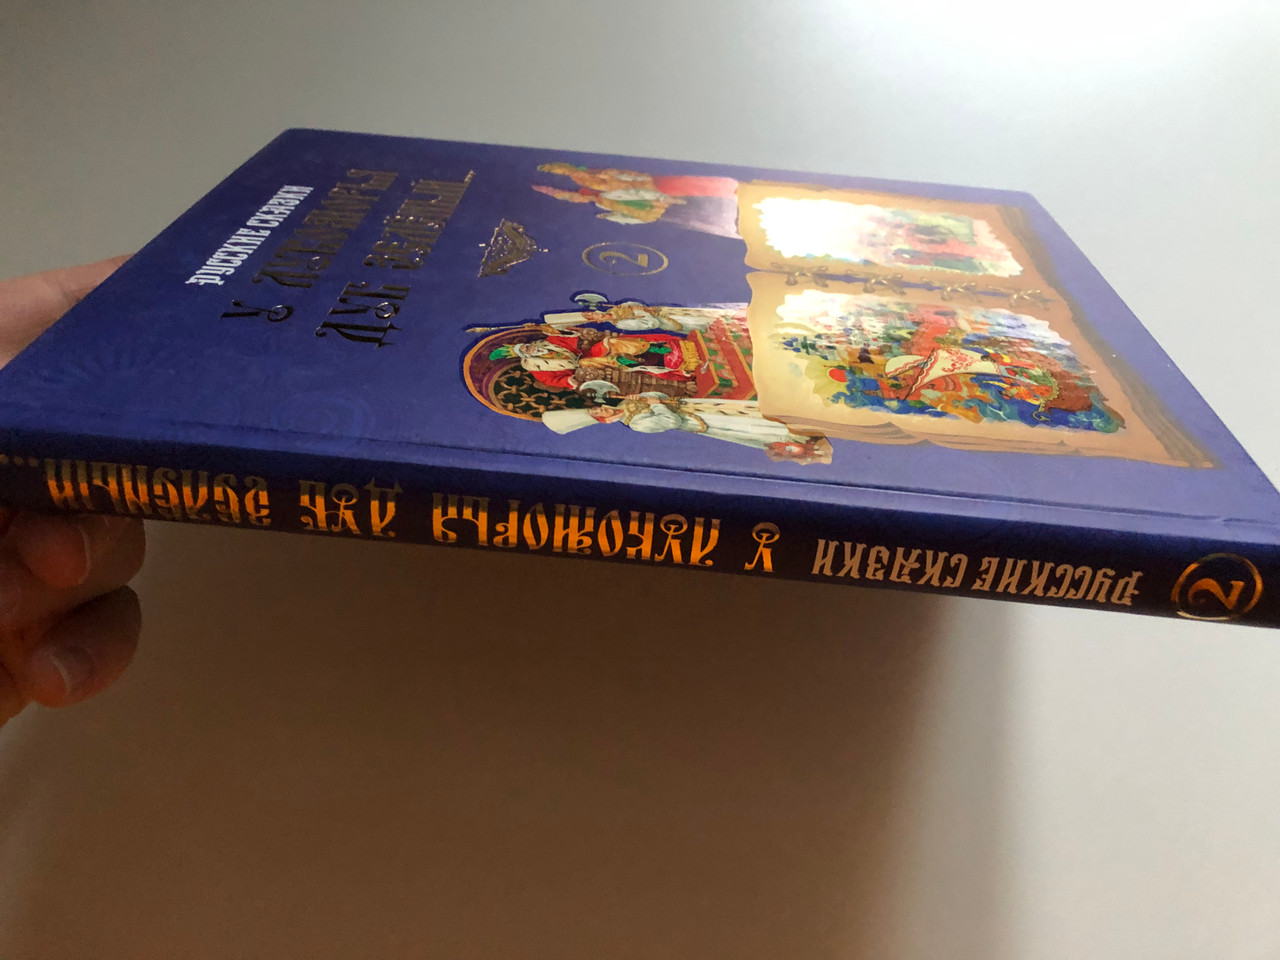 Русские сказки
У лукоморья
дуб зелёный...
2
2
Русские сказки
У лукоморья дуб зелёный...